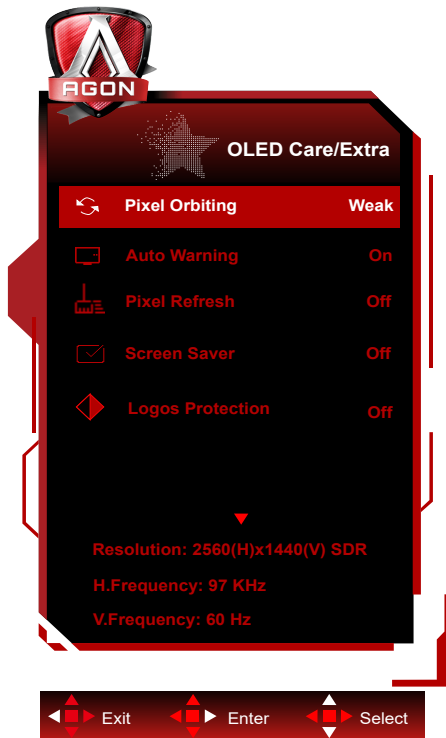 AGON
OLED Care/Extra
Pixel Orbiting Weak
Auto Warning On
Pixel Refresh Off
Screen Saver Off
Logos Protection Off
Resolution: 2560(H)x1440(V) SDR
H.Frequency: 97 KHz
V.Frequency: 60 Hz
Exit Enter Select